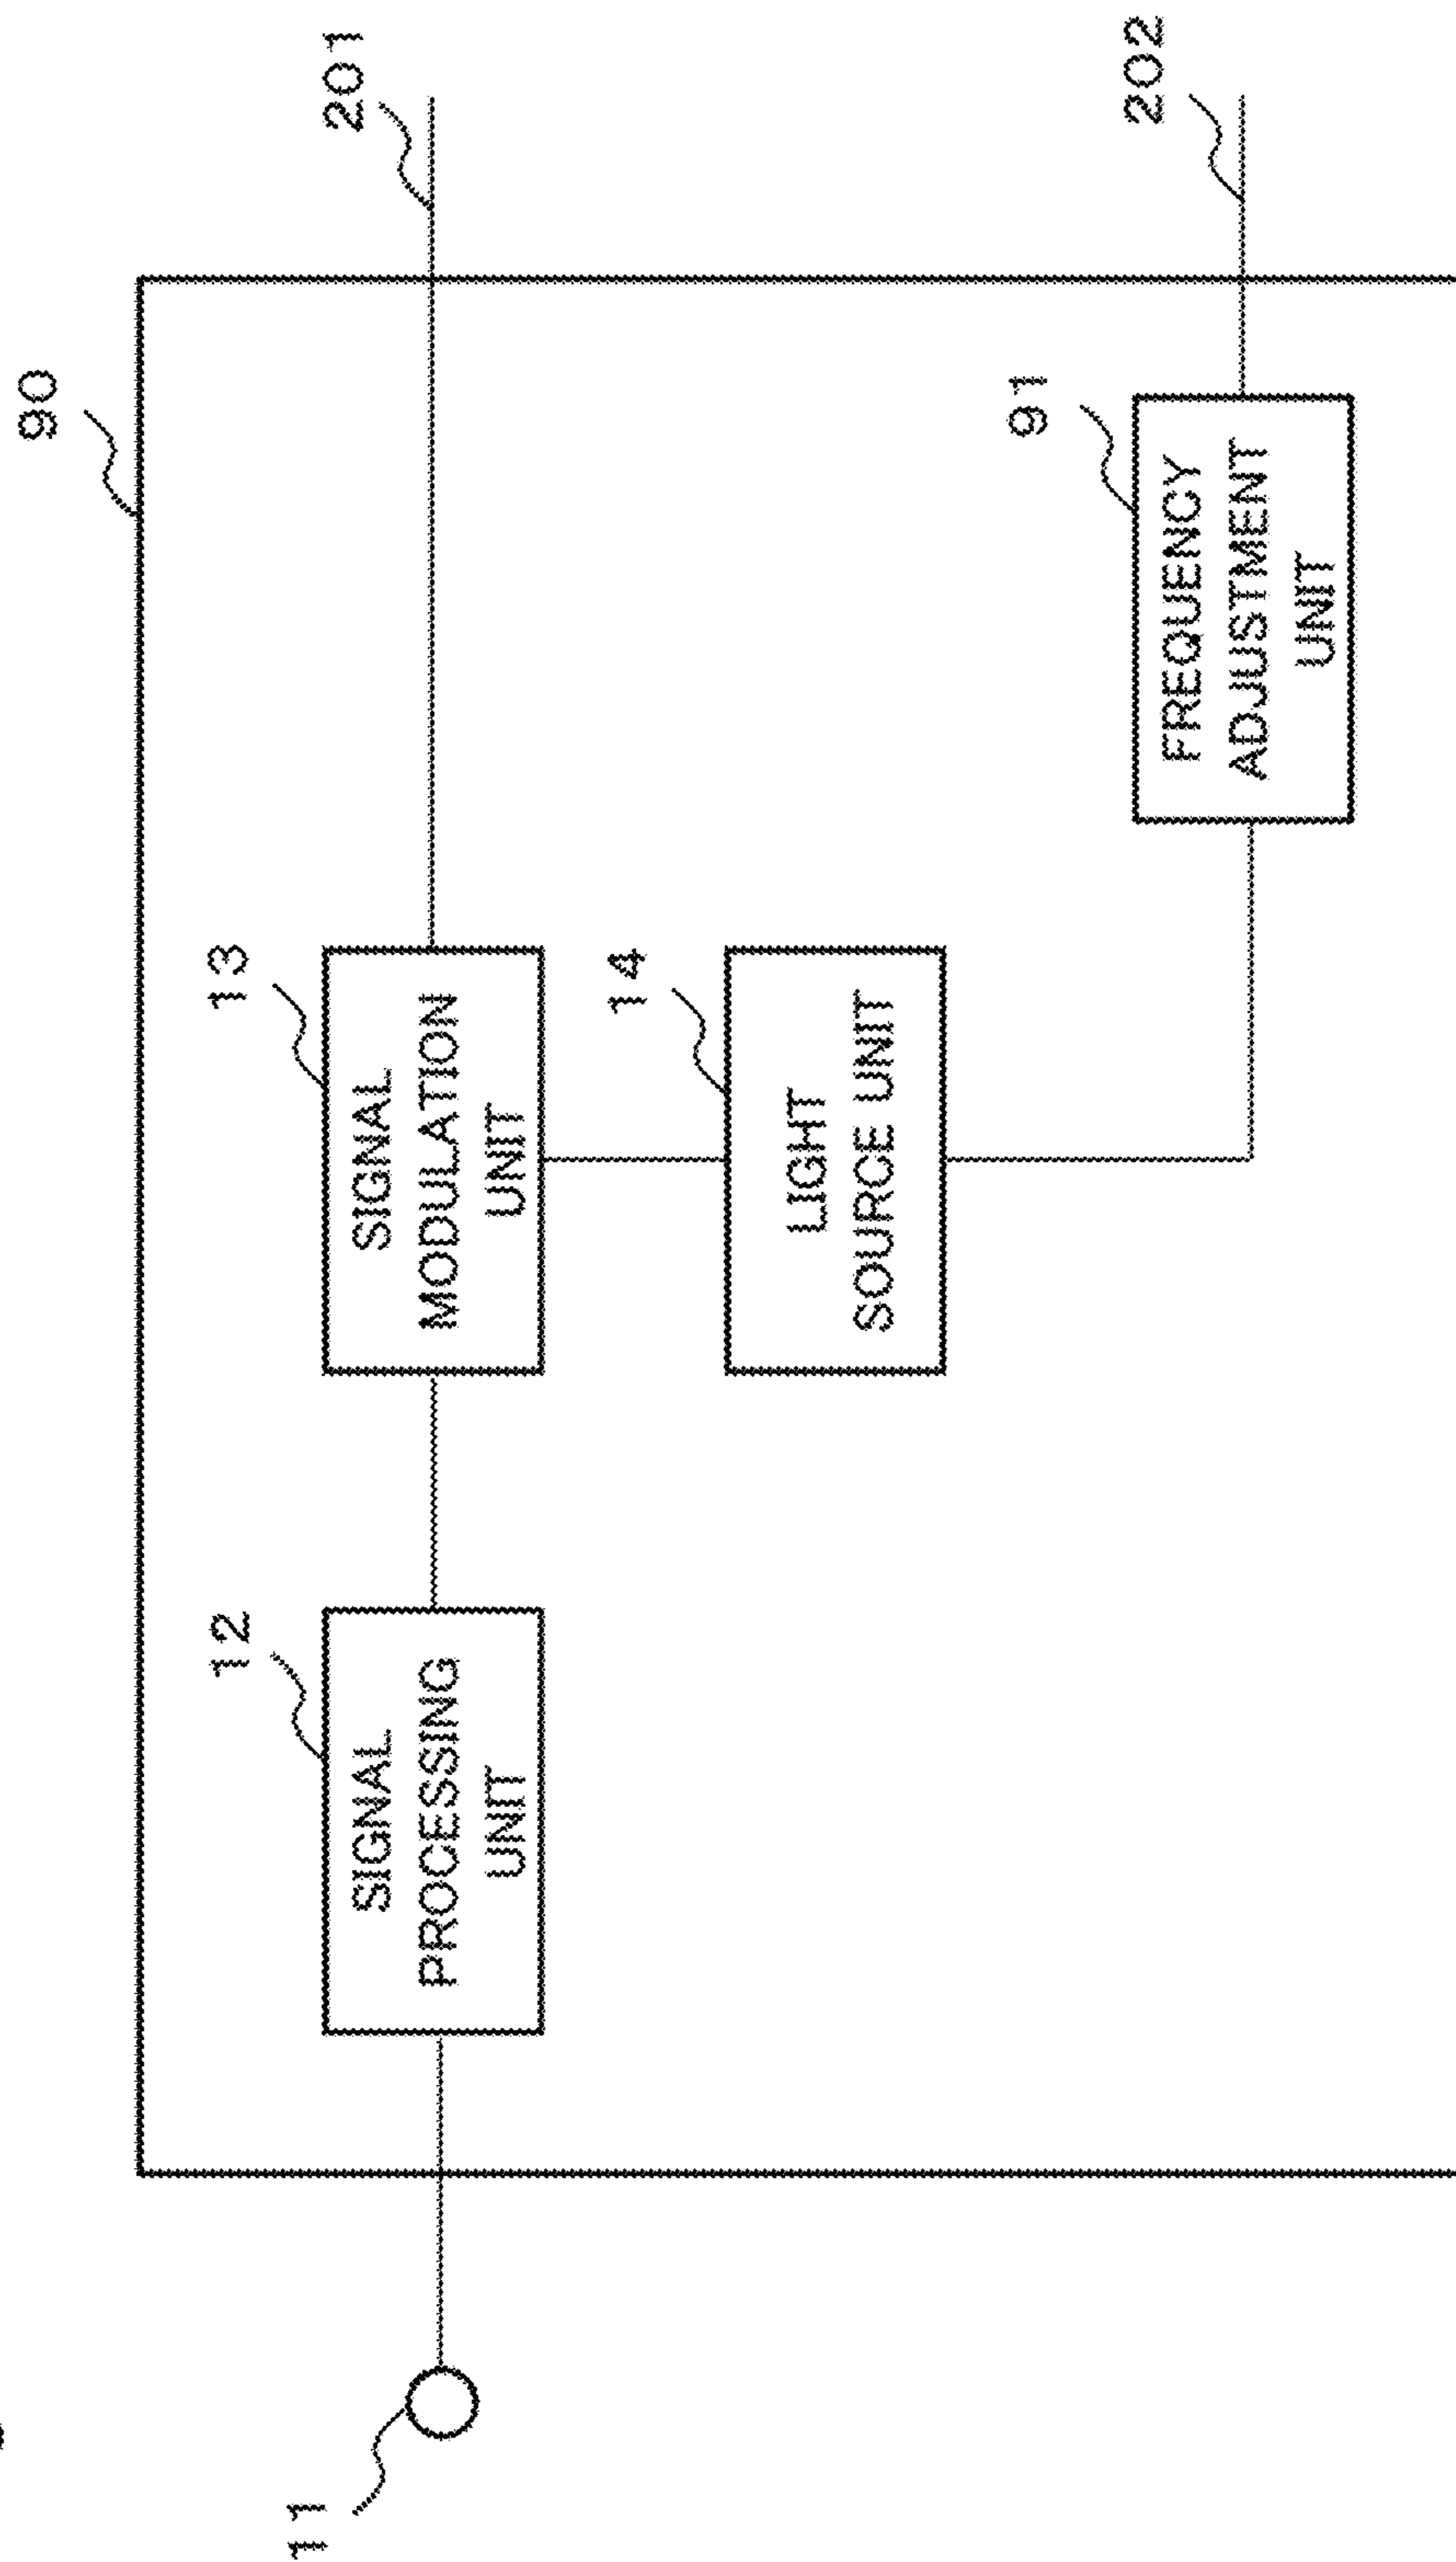 90
12
13
11
201
SIGNAL
PROCESSING
UNIT
SIGNAL
MODULATION
UNIT
14
LIGHT
SOURCE UNIT
91
202
FREQUENCY
ADJUSTMENT
UNIT